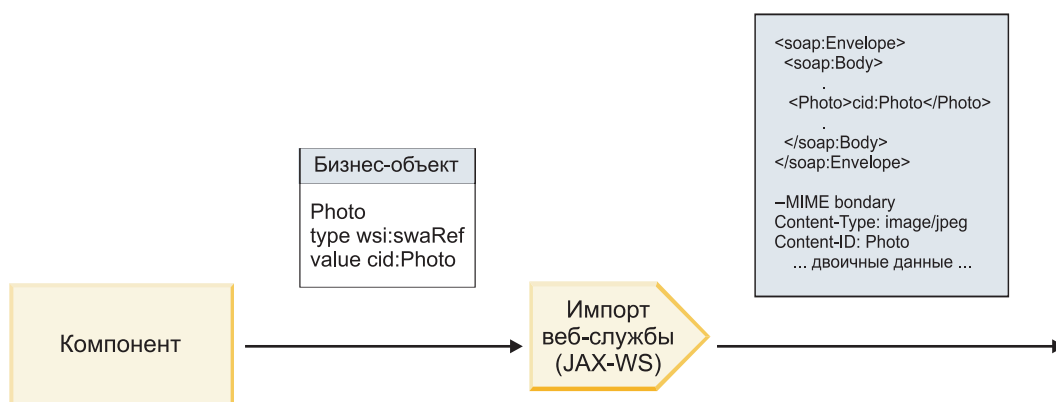 <soap:Envelope>
<soap:Body>
.
<Photo>cid:Photo</Photo>
.
</soap:Body>
</soap:Envelope>
–MIME bondary
Content-Type: image/jpeg
Content-ID: Photo
... двоичные данные ...
Бизнес-объект
Photo
type wsi:swaRef
value cid:Photo
Компонент
Импорт
веб-службы
(JAX-WS)